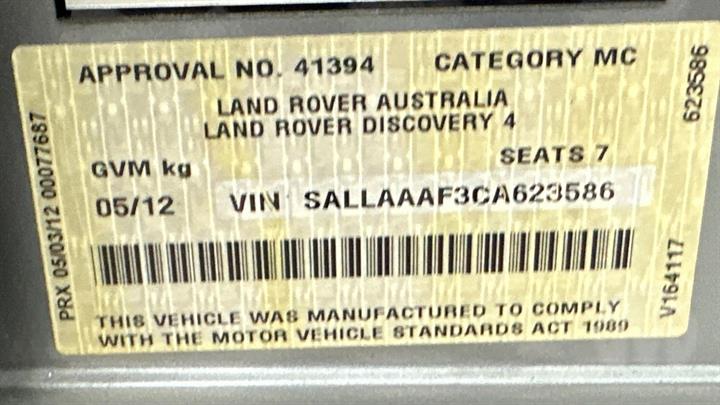 APPROVAL NO. 41394 CATEGORY MC
LAND ROVER AUSTRALIA
LAND ROVER DISCOVERY 4
GVM kg SEATS 7
05/12 VIN SALLAAAF3CA623586
THIS VEHICLE WAS MANUFACTURED TO COMPLY
WITH THE MOTOR VEHICLE STANDARDS ACT 1989
PRX 05/03/12 00077687
623586
V164117